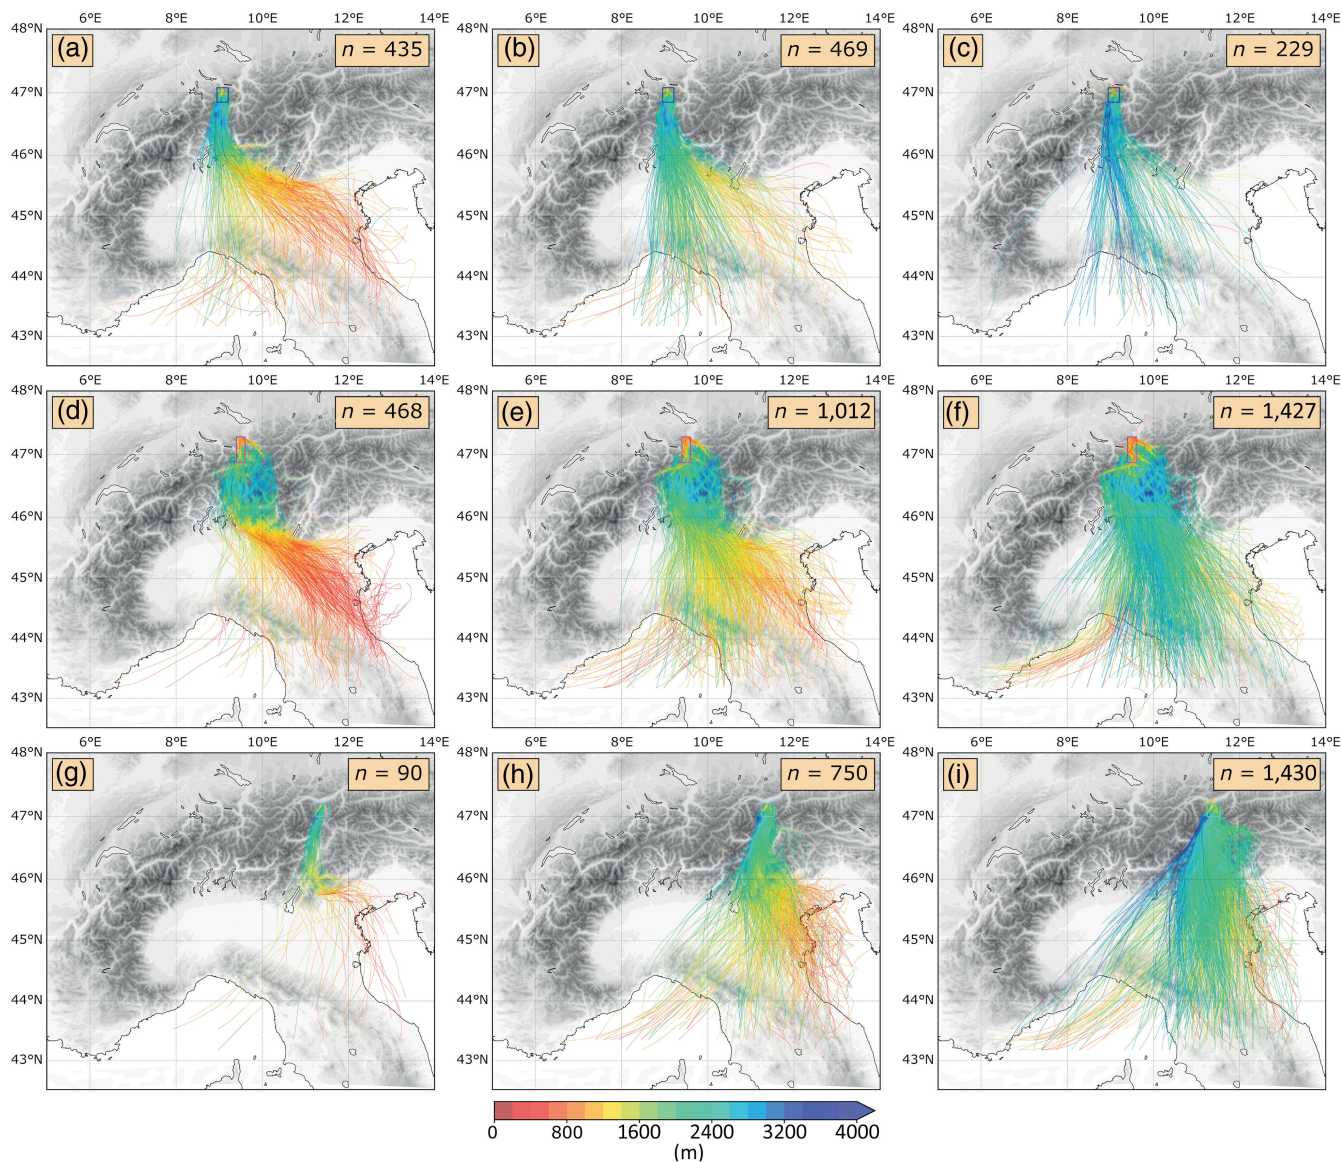 6°E 8°E 10°E 12°E 14°E 6°E 8°E 10°E 12°E 14°E 6°E 8°E 10°E 12°E 14°E
48°N
(a) n = 435 (b) n = 469 (c) n = 229
47°N 47°N 47°N
46°N 46°N 46°N
45°N 45°N 45°N
44°N 44°N 44°N
43°N 43°N 43°N
6°E 8°E 10°E 12°E 14°E 6°E 8°E 10°E 12°E 14°E 6°E 8°E 10°E 12°E 14°E
48°N 48°N 48°N
(d) n = 468 (e) n = 1,012 (f) n = 1,427
47°N 47°N 47°N
46°N 46°N 46°N
45°N 45°N 45°N
44°N 44°N 44°N
43°N 43°N 43°N
6°E 8°E 10°E 12°E 14°E 6°E 8°E 10°E 12°E 14°E 6°E 8°E 10°E 12°E 14°E
48°N 48°N 48°N
(g) n = 90 (h) n = 750 (i) n = 1,430
47°N 47°N 47°N
46°N 46°N 46°N
45°N 45°N 45°N
44°N 44°N 44°N
43°N 43°N 43°N
0 800 1600 2400 3200 4000
(m)